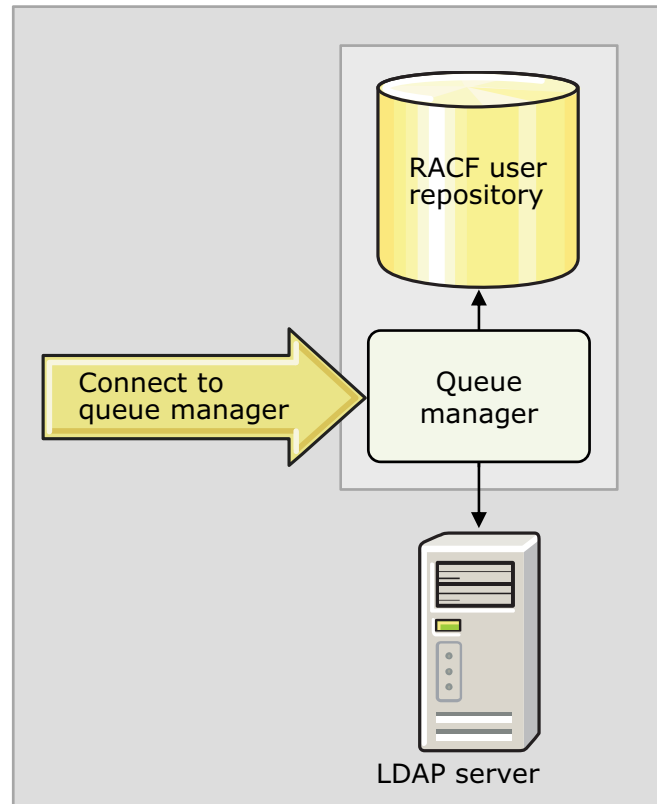 RACF user
repository
Connect to
queue manager
Queue
manager
LDAP server